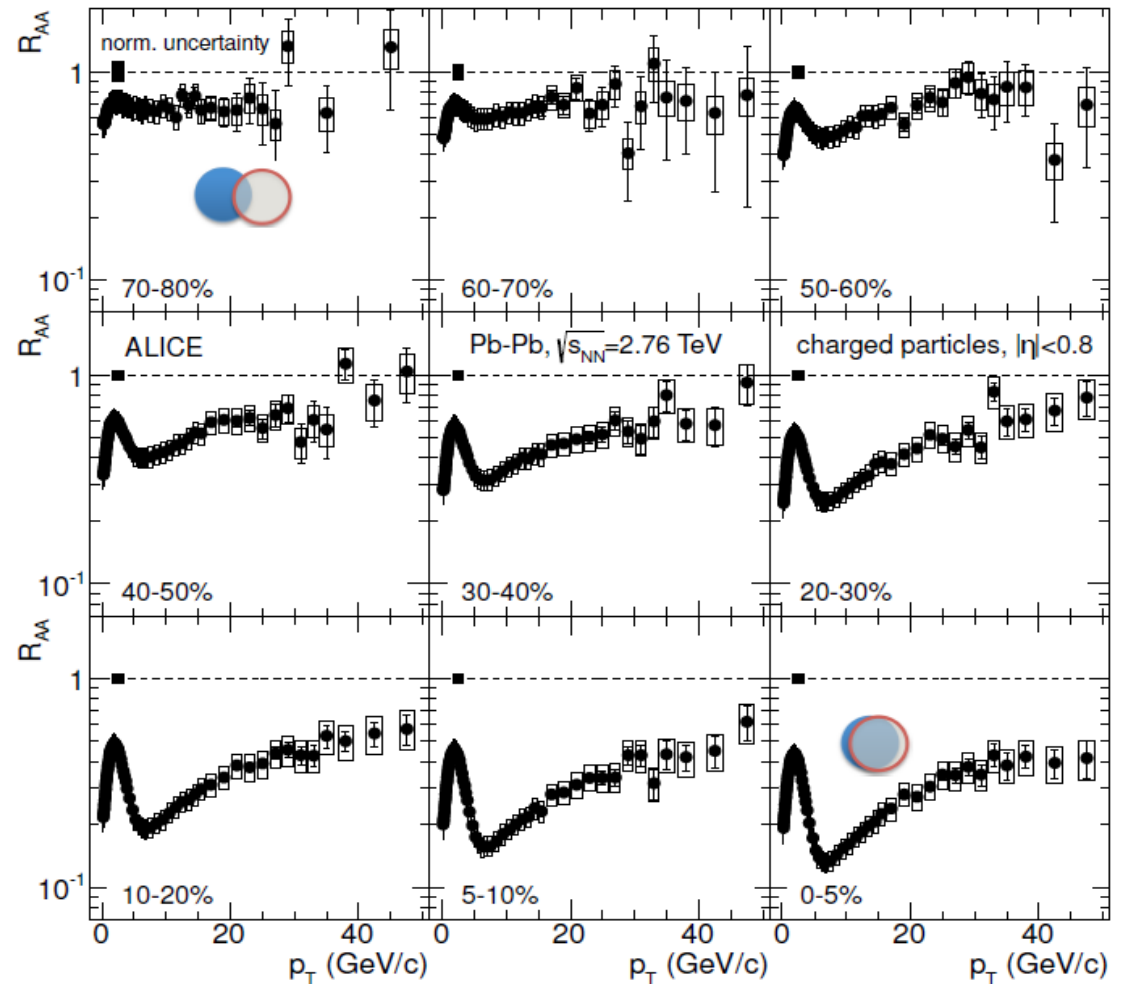 R_AA
norm. uncertainty
1
10^-1
70-80%
60-70%
50-60%
R_AA
ALICE
Pb-Pb, √s_NN=2.76 TeV
charged particles, |η|<0.8
1
10^-1
40-50%
30-40%
20-30%
R_AA
1
10^-1
10-20%
5-10%
0-5%
0 20 40 0 20 40 0 20 40
p_T (GeV/c) p_T (GeV/c) p_T (GeV/c)